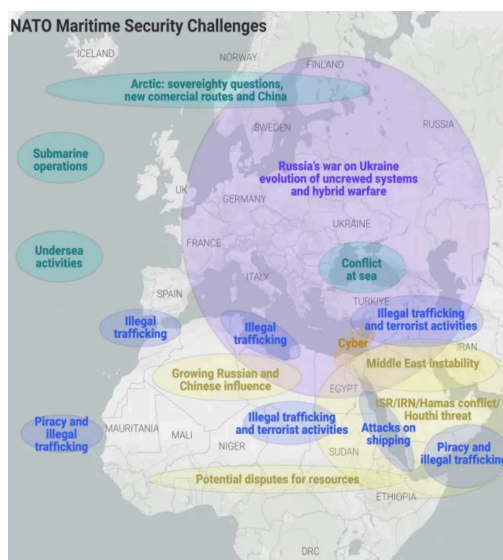 NATO Maritime Security Challenges
ICELAND
NORWAY
FINLAND
Arctic: sovereighty questions,
new comercial routes and China
SWEDEN
RUSSIA
Submarine
operations
Russia's war on Ukraine
evolution of uncrewed systems
and hybrid warfare
UK
GERMANY
UKRAINE
Undersea
activities
FRANCE
Conflict
at sea
ITALY
SPAIN
TURKIYE
Illegal
trafficking
Illegal
trafficking
Illegal trafficking
and terrorist activities
Cyber
IRAN
Middle East instability
Growing Russian and
Chinese influence
EGYPT
ISR/IRN/Hamas conflict/
Houthi threat
Piracy and
illegal
trafficking
MAURITANIA
MALI
NIGER
Illegal trafficking
and terrorist activities
Attacks on
shipping
SUDAN
Piracy and
illegal trafficking
Potential disputes for resources
ETHIOPIA
DRC